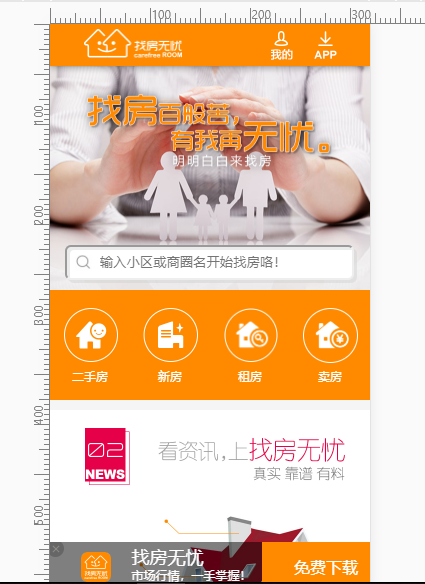 100
200
300
找房无忧
carefree ROOM
我的
APP
100
找房百般苦，
有我再无忧。
明明白白来找房
200
输入小区或商圈名开始找房咯！
300
二手房
新房
租房
卖房
400
02
NEWS
看资讯，上找房无忧
真实 靠谱 有料
500
找房无忧
市场行情，一手掌握！
免费下载